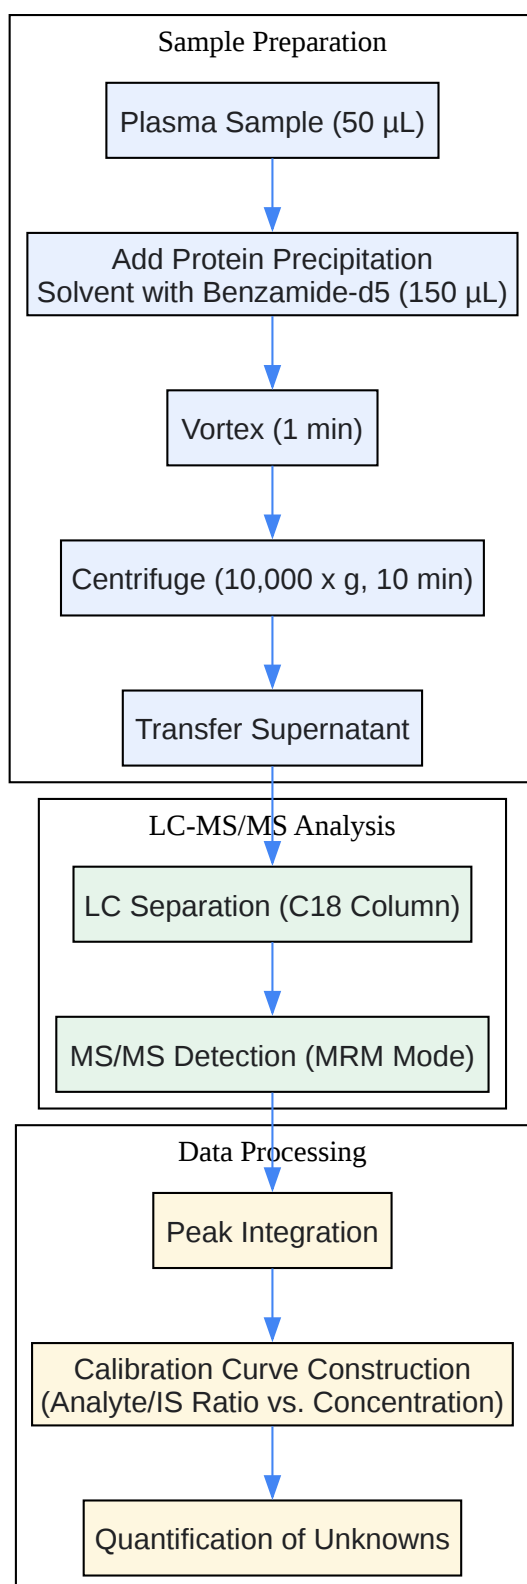 Sample Preparation
Plasma Sample (50 µL)
Add Protein Precipitation
Solvent with Benzamide-d5 (150 µL)
Vortex (1 min)
Centrifuge (10,000 x g, 10 min)
Transfer Supernatant
LC-MS/MS Analysis
LC Separation (C18 Column)
MS/MS Detection (MRM Mode)
Data Processing
Peak Integration
Calibration Curve Construction
(Analyte/IS Ratio vs. Concentration)
Quantification of Unknowns